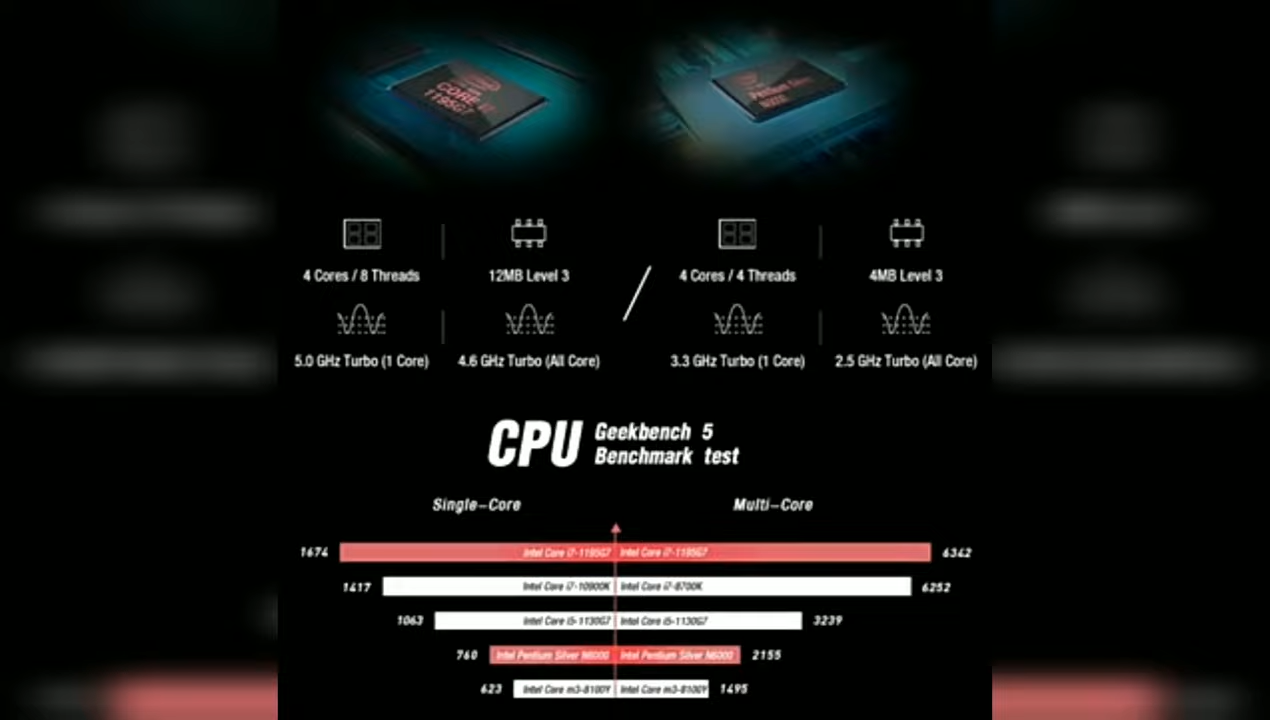 CORE i7
1195G7
Pentium Silver
4 Cores / 8 Threads
12MB Level 3
4 Cores / 4 Threads
4MB Level 3
5.0 GHz Turbo (1 Core)
4.6 GHz Turbo (All Core)
3.3 GHz Turbo (1 Core)
2.5 GHz Turbo (All Core)
CPU
Geekbench 5
Benchmark test
Single-Core
Multi-Core
1674 Intel Core i7-1195G7 Intel Core i7-1195G7 6342
1417 Intel Core i7-10900K Intel Core i7-8700K 6252
1063 Intel Core i5-1130G7 Intel Core i5-1130G7 3239
760 Intel Pentium Silver N6000 Intel Pentium Silver N6000 2155
623 Intel Core m3-8100Y Intel Core m3-8100Y 1495